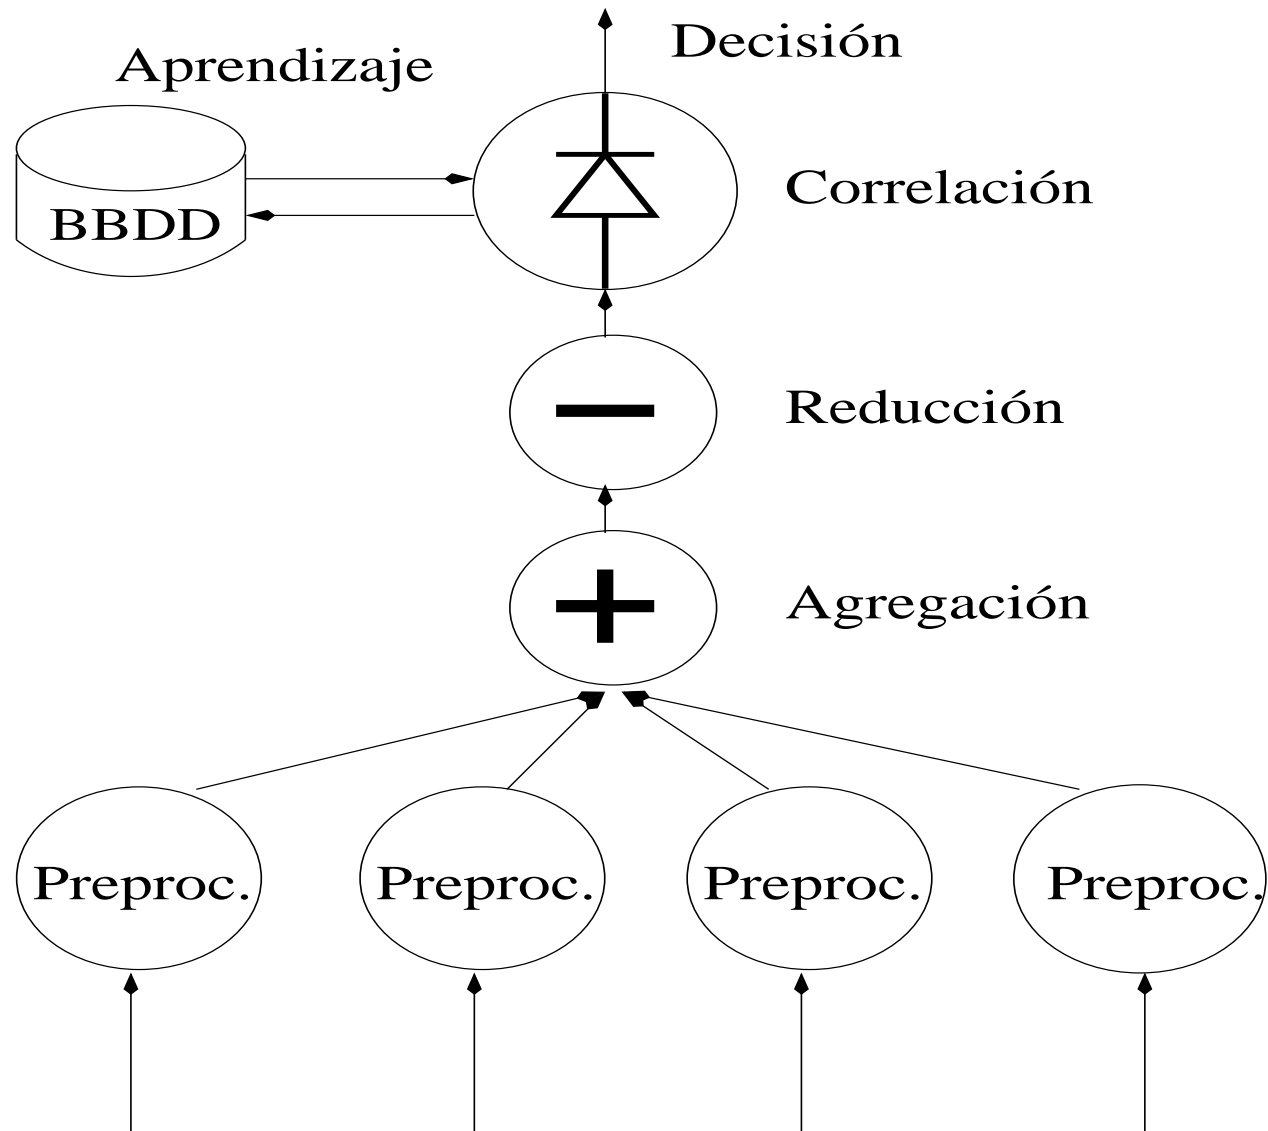 Decisión
Aprendizaje
Correlación
BBDD
Reducción
Agregación
Preproc.
Preproc.
Preproc.
Preproc.